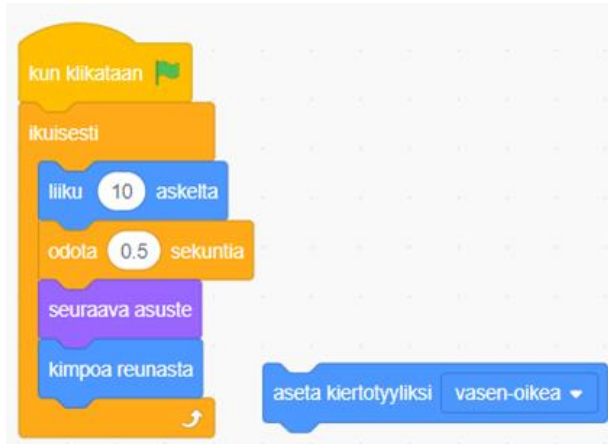 kun klikataan
ikuisesti
liiku 10 askelta
odota 0.5 sekuntia
seuraava asuste
kimpoa reunasta
aseta kiertotyyliksi vasen-oikea